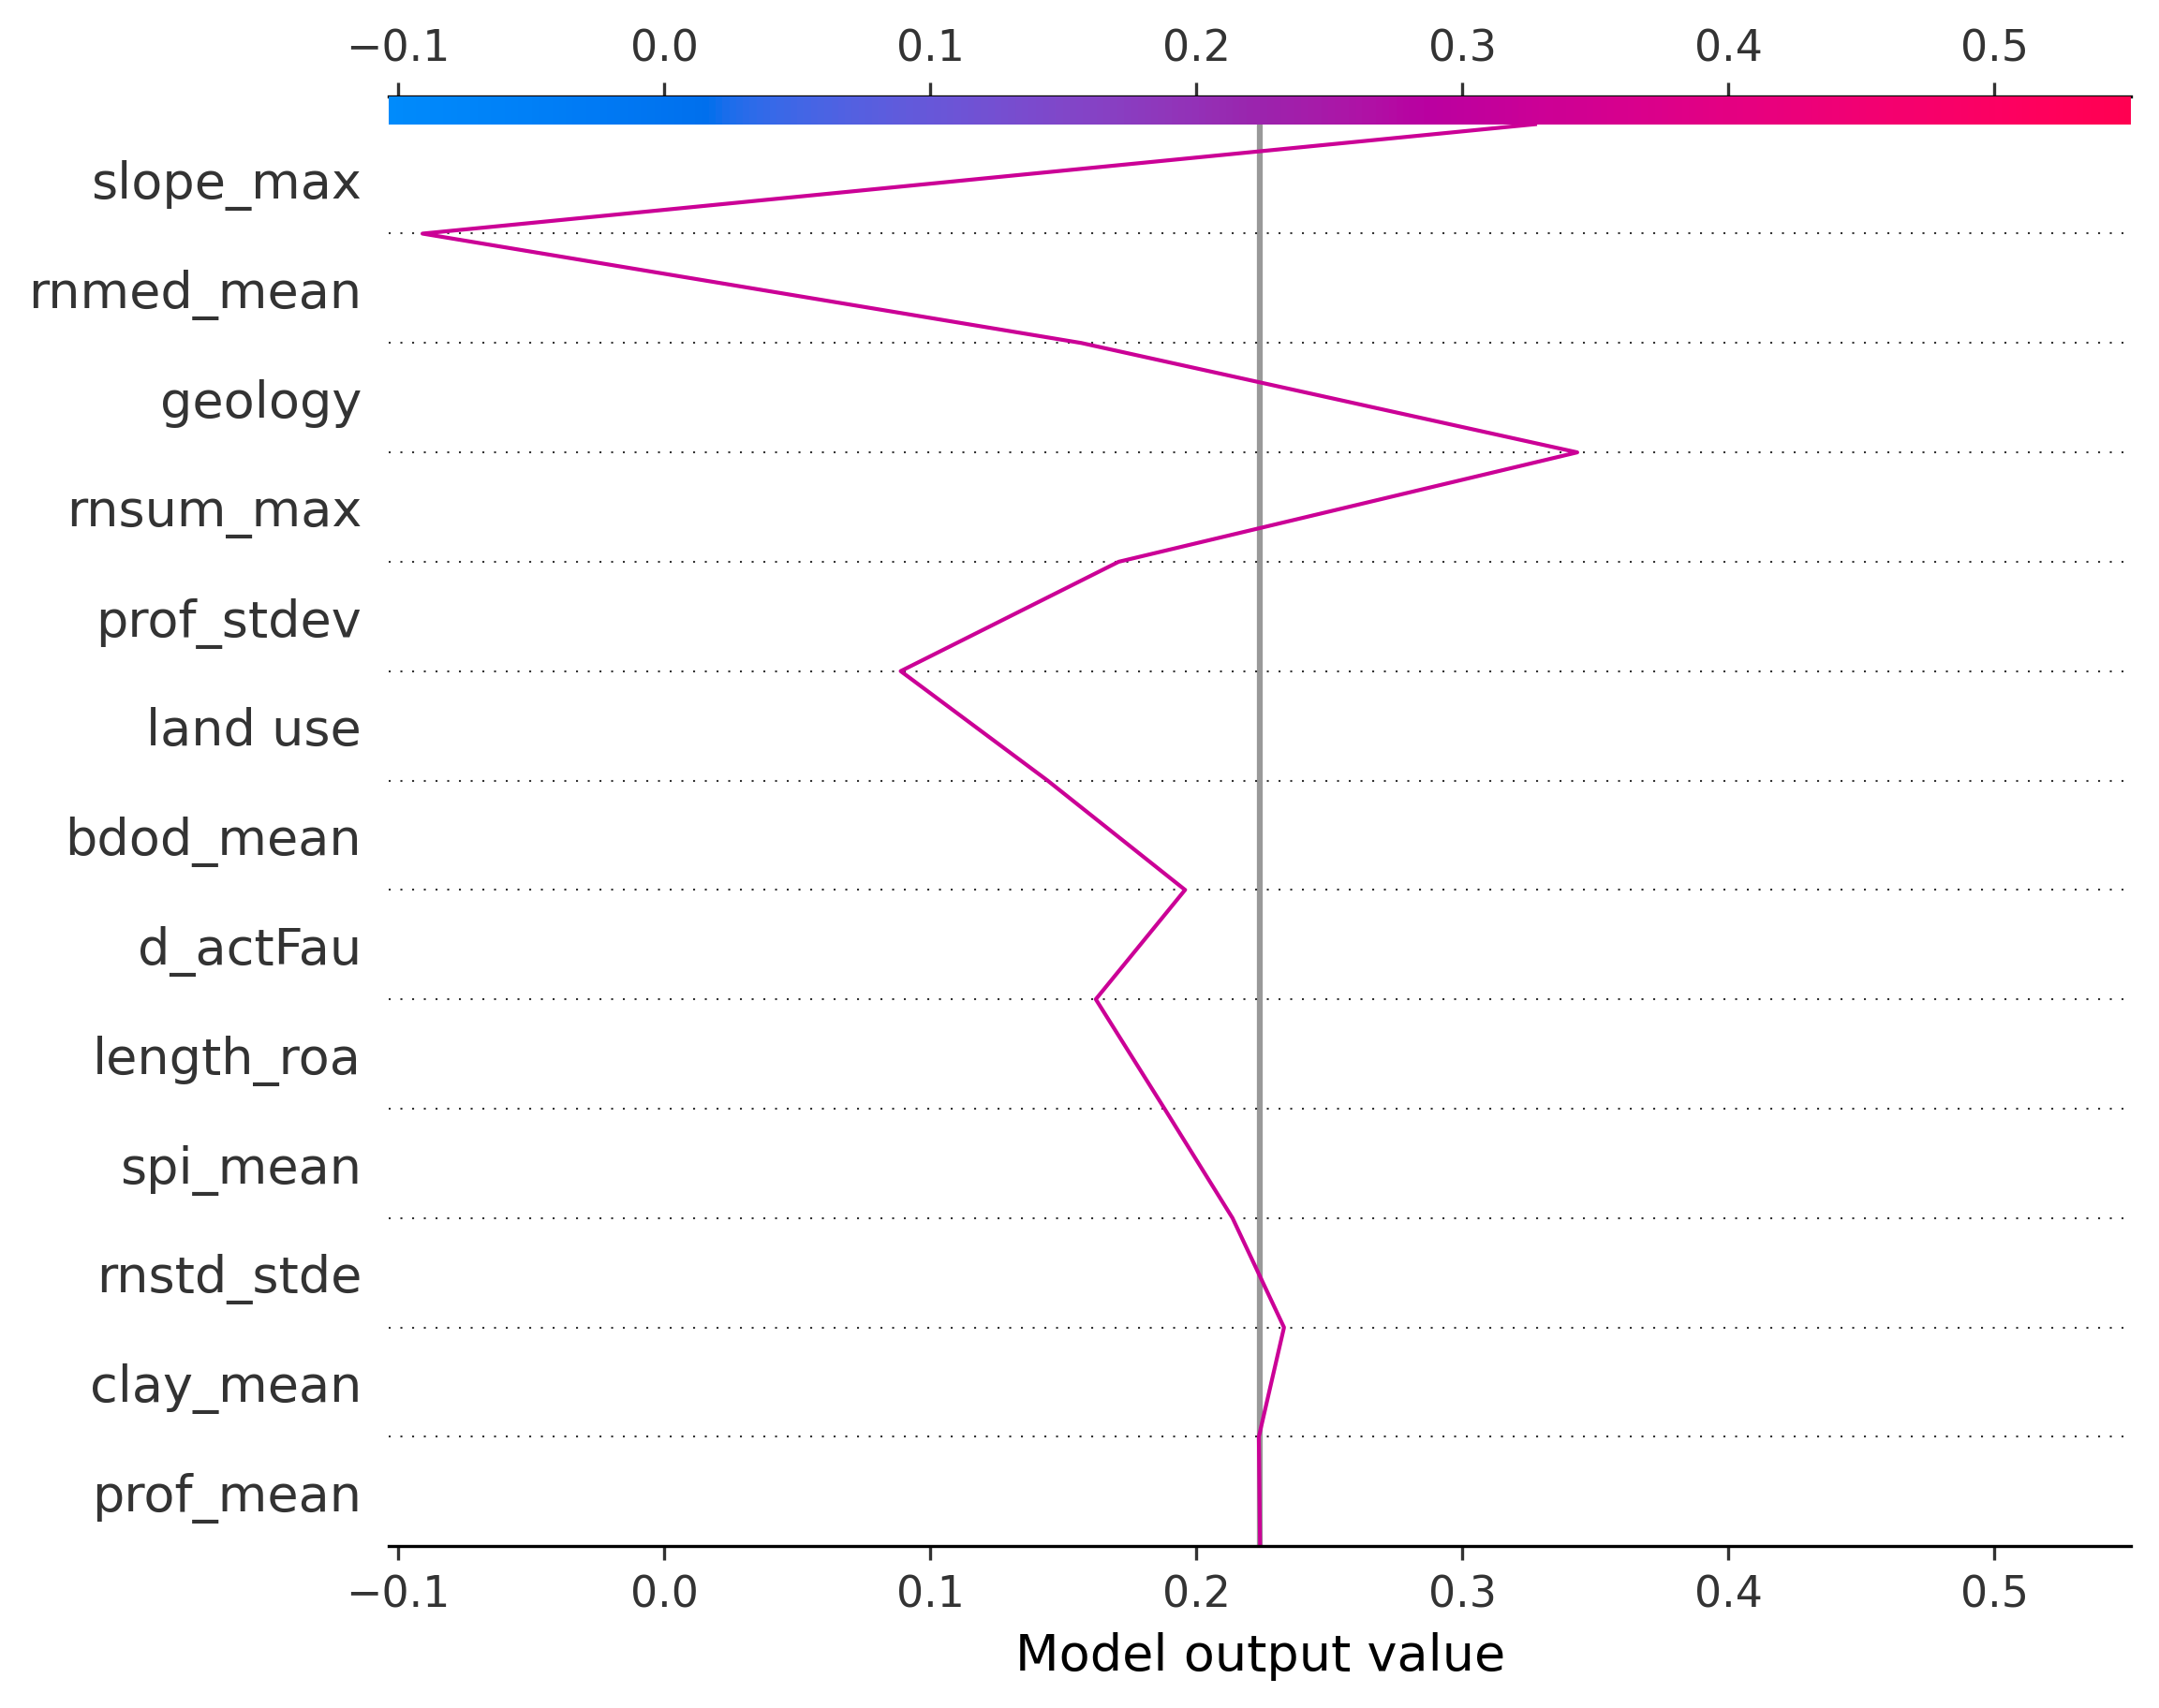 −0.1 0.0 0.1 0.2 0.3 0.4 0.5
slope_max
rnmed_mean
geology
rnsum_max
prof_stdev
land use
bdod_mean
d_actFau
length_roa
spi_mean
rnstd_stde
clay_mean
prof_mean
−0.1 0.0 0.1 0.2 0.3 0.4 0.5
Model output value